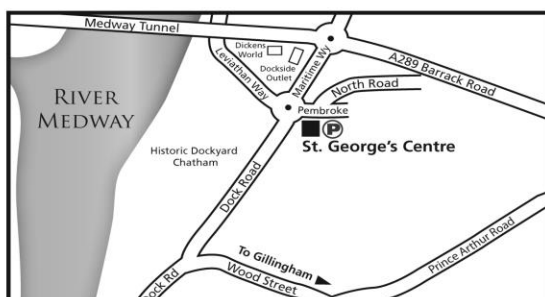 Medway Tunnel
Dickens
World
Dockside
Outlet
Leviathan Way
Maritime Wy
A289 Barrack Road
North Road
Pembroke
RIVER
MEDWAY
P
St. George's Centre
Historic Dockyard
Chatham
Dock Road
To Gillingham
Wood Street
Prince Arthur Road
ock Rd